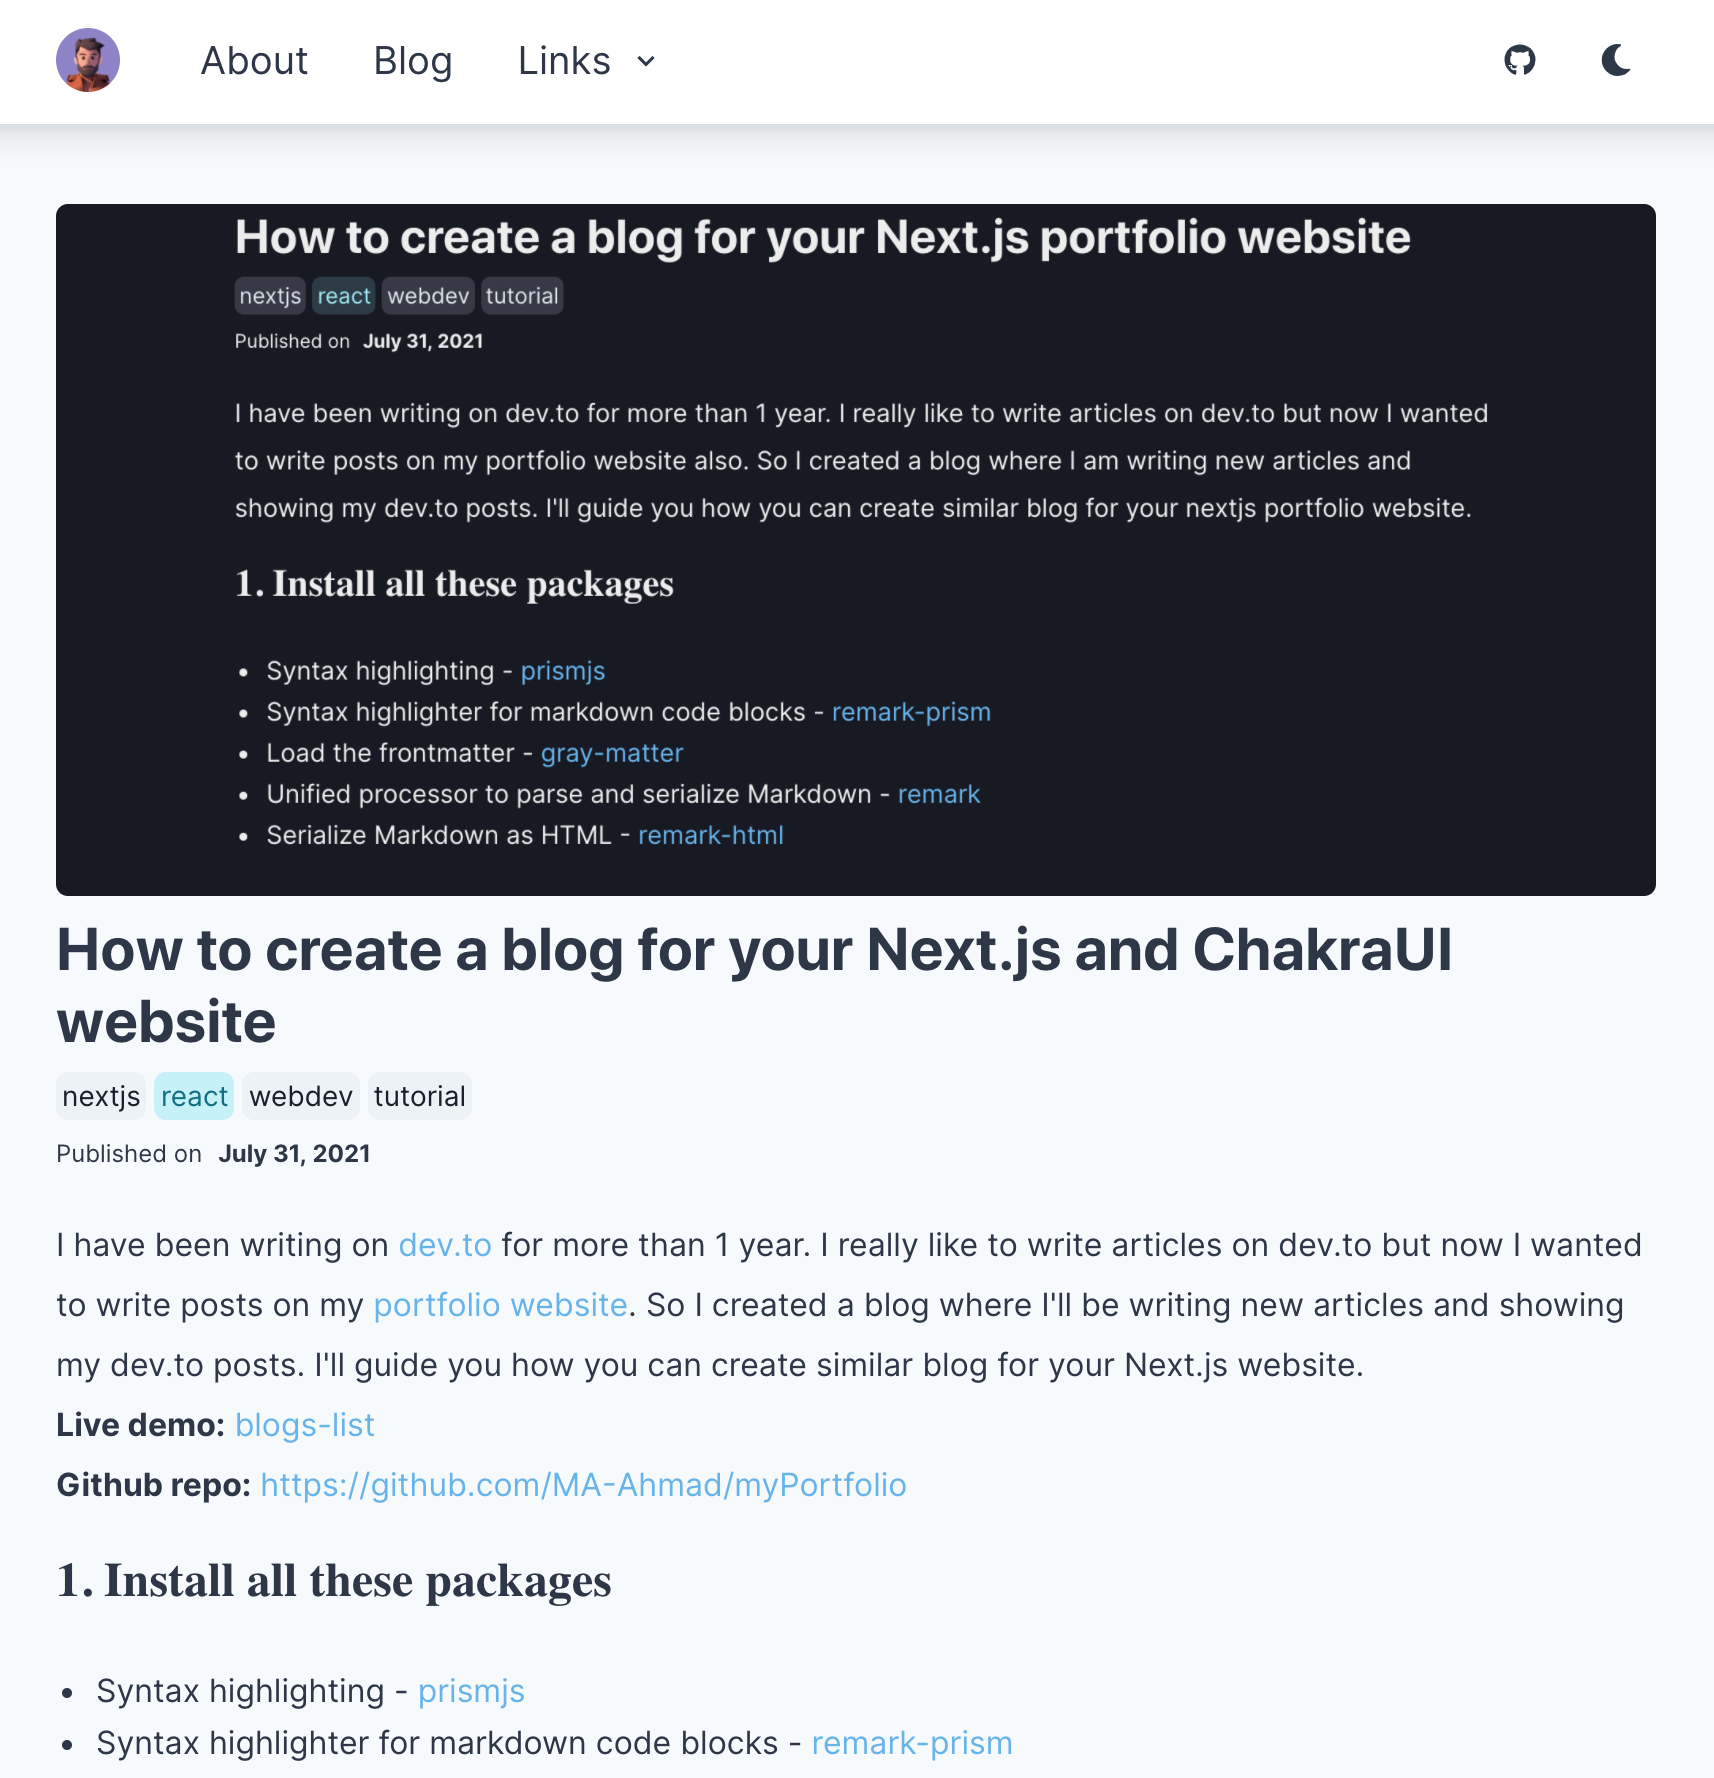 About Blog Links
How to create a blog for your Next.js portfolio website
nextjs react webdev tutorial
Published on July 31, 2021
I have been writing on dev.to for more than 1 year. I really like to write articles on dev.to but now I wanted
to write posts on my portfolio website also. So I created a blog where I am writing new articles and
showing my dev.to posts. I'll guide you how you can create similar blog for your nextjs portfolio website.
1. Install all these packages
• Syntax highlighting - prismjs
• Syntax highlighter for markdown code blocks - remark-prism
• Load the frontmatter - gray-matter
• Unified processor to parse and serialize Markdown - remark
• Serialize Markdown as HTML - remark-html
How to create a blog for your Next.js and ChakraUI
website
nextjs react webdev tutorial
Published on July 31, 2021
I have been writing on dev.to for more than 1 year. I really like to write articles on dev.to but now I wanted
to write posts on my portfolio website. So I created a blog where I'll be writing new articles and showing
my dev.to posts. I'll guide you how you can create similar blog for your Next.js website.
Live demo: blogs-list
Github repo: https://github.com/MA-Ahmad/myPortfolio
1. Install all these packages
• Syntax highlighting - prismjs
• Syntax highlighter for markdown code blocks - remark-prism